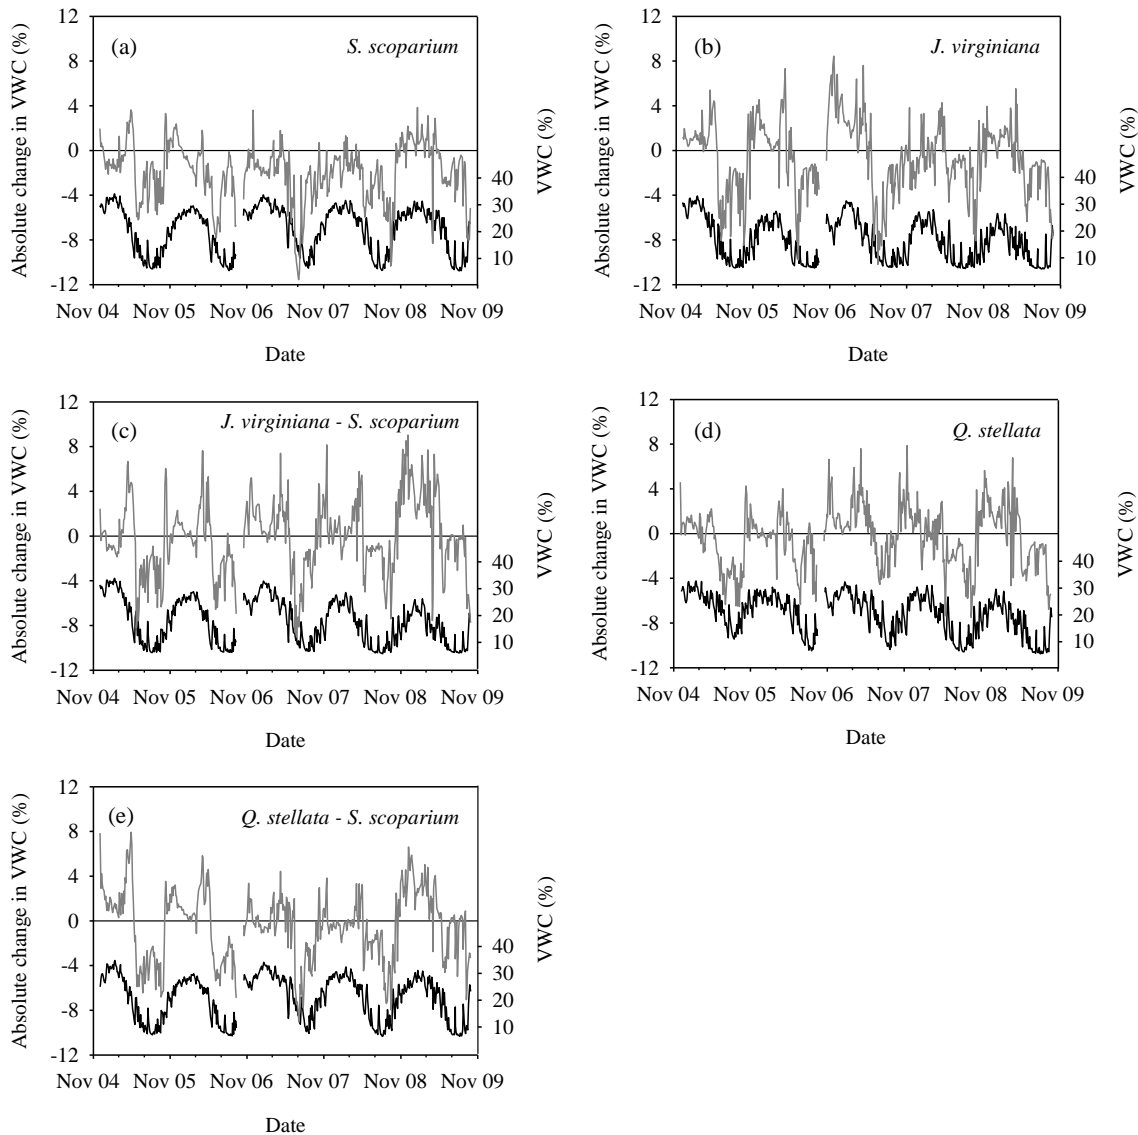 (a)
S. scoparium
Absolute change in VWC (%)
12
8
4
0
-4
-8
-12
VWC (%)
40
30
20
10
Nov 04 Nov 05 Nov 06 Nov 07 Nov 08 Nov 09
Date
(b)
J. virginiana
Absolute change in VWC (%)
12
8
4
0
-4
-8
-12
VWC (%)
40
30
20
10
Nov 04 Nov 05 Nov 06 Nov 07 Nov 08 Nov 09
Date
(c)
J. virginiana - S. scoparium
Absolute change in VWC (%)
12
8
4
0
-4
-8
-12
VWC (%)
40
30
20
10
Nov 04 Nov 05 Nov 06 Nov 07 Nov 08 Nov 09
Date
(d)
Q. stellata
Absolute change in VWC (%)
12
8
4
0
-4
-8
-12
VWC (%)
40
30
20
10
Nov 04 Nov 05 Nov 06 Nov 07 Nov 08 Nov 09
Date
(e)
Q. stellata - S. scoparium
Absolute change in VWC (%)
12
8
4
0
-4
-8
-12
VWC (%)
40
30
20
10
Nov 04 Nov 05 Nov 06 Nov 07 Nov 08 Nov 09
Date